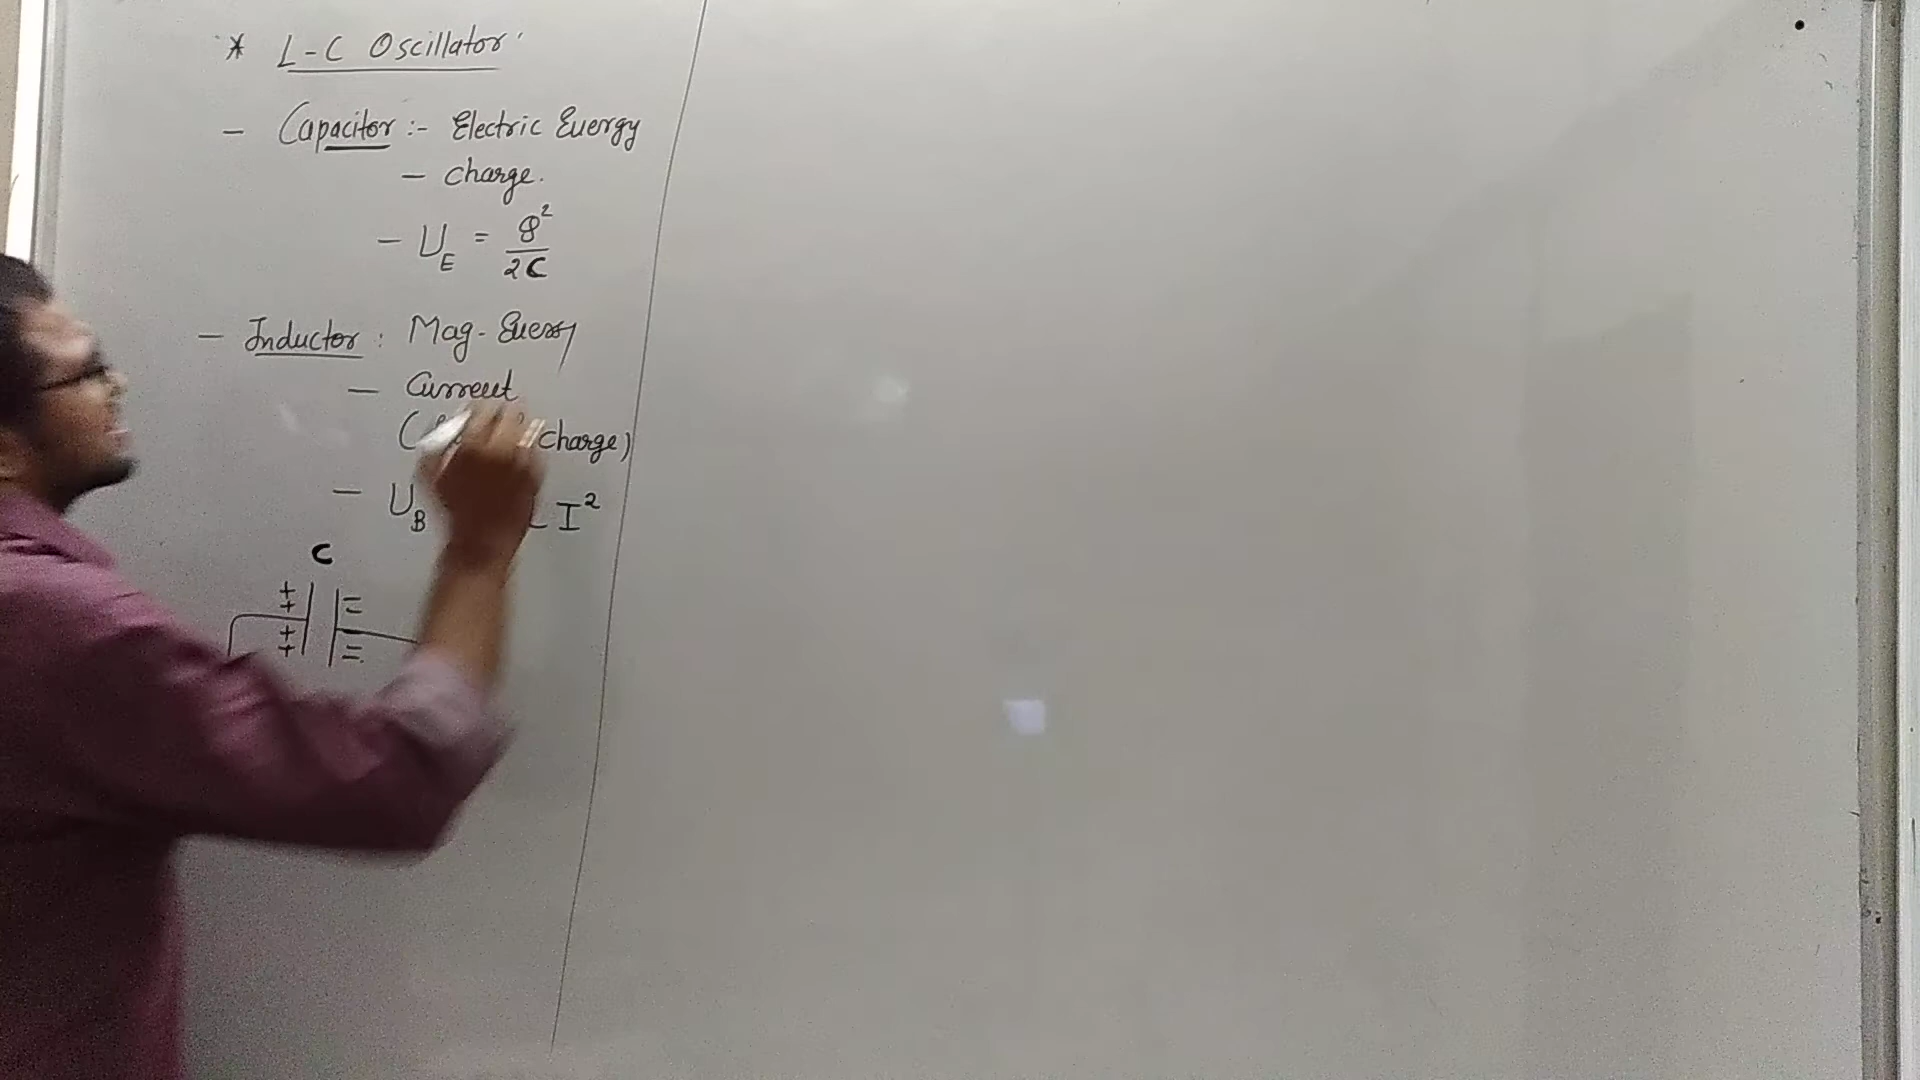 * L-C Oscillator
- Capacitor :- Electric Energy
- charge.
- U_E = Q²/2C
- Inductor : Mag. Energy
- Current
( charge)
- U_B L I²
C
+ + + +
= =